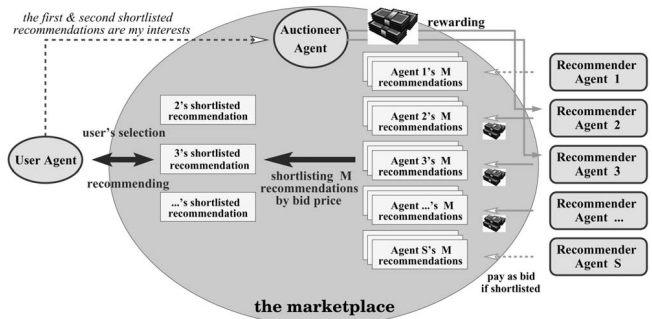 the first & second shortlisted
recommendations are my interests
Auctioneer
Agent
rewarding
Agent 1's M
recommendations
Recommender
Agent 1
2's shortlisted
recommendation
Agent 2's M
recommendations
Recommender
Agent 2
user's selection
User Agent
3's shortlisted
recommendation
Agent 3's M
recommendations
Recommender
Agent 3
recommending
shortlisting M
recommendations
by bid price
...'s shortlisted
recommendation
Agent ...'s M
recommendations
Recommender
Agent ...
Agent S's M
recommendations
Recommender
Agent S
pay as bid
if shortlisted
the marketplace